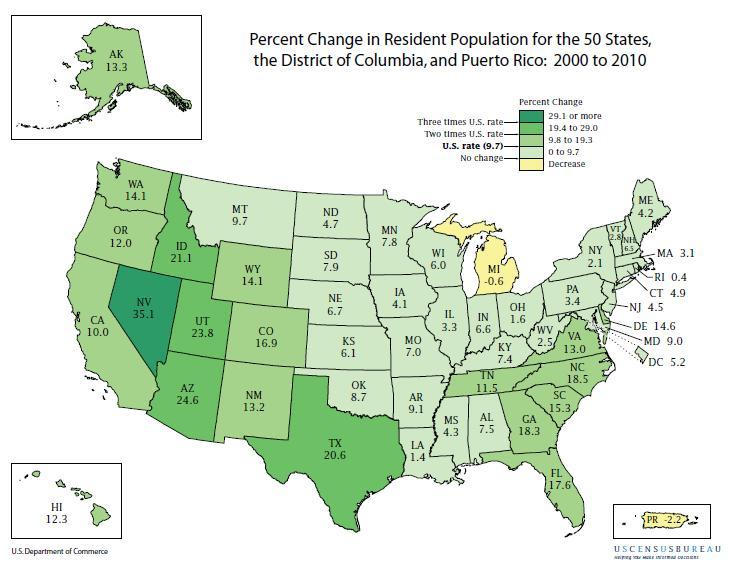 Percent Change in Resident Population for the 50 States,
the District of Columbia, and Puerto Rico: 2000 to 2010
AK
13.3
Percent Change
Three times U.S. rate
29.1 or more
Two times U.S. rate
19.4 to 29.0
U.S. rate (9.7)
9.8 to 19.3
No change
0 to 9.7
Decrease
WA
14.1
OR
12.0
ID
21.1
MT
9.7
ND
4.7
MN
7.8
WI
6.0
MI
-0.6
ME
4.2
VT
2.8
NH
6.5
NY
2.1
MA 3.1
RI 0.4
CT 4.9
NJ 4.5
DE 14.6
MD 9.0
DC 5.2
SD
7.9
WY
14.1
NE
6.7
IA
4.1
IL
3.3
IN
6.6
OH
1.6
PA
3.4
WV
2.5
VA
13.0
NV
35.1
CA
10.0
UT
23.8
CO
16.9
KS
6.1
MO
7.0
KY
7.4
TN
11.5
NC
18.5
SC
15.3
AZ
24.6
NM
13.2
OK
8.7
AR
9.1
MS
4.3
AL
7.5
GA
18.3
TX
20.6
LA
1.4
FL
17.6
HI
12.3
PR -2.2
U.S. Department of Commerce
USCENSUSBUREAU
Helping You Make Informed Decisions